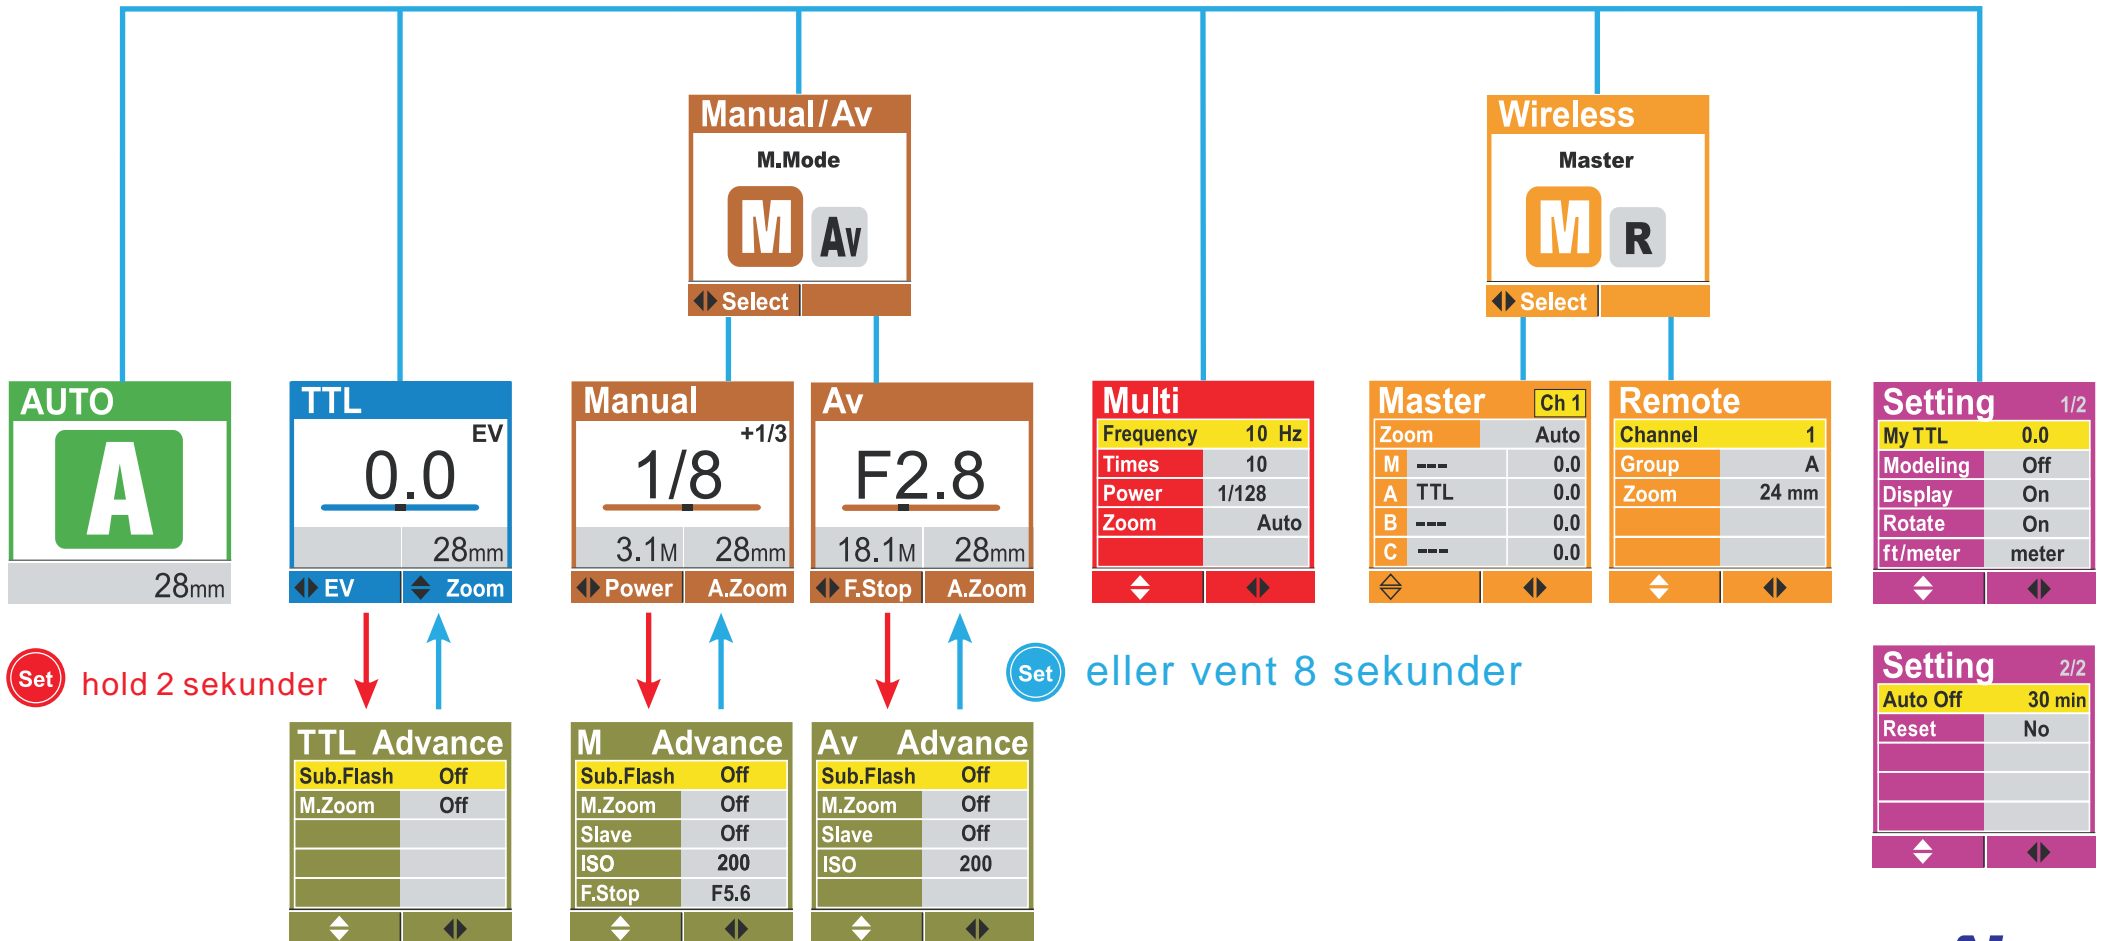 Manual/Av
M.Mode
M Av
Select
Wireless
Master
M R
Select
AUTO
A
28mm
TTL
EV
0.0
28mm
EV Zoom
Manual
+1/3
1/8
3.1M 28mm
Power A.Zoom
Av
F2.8
18.1M 28mm
F.Stop A.Zoom
Multi
Frequency 10 Hz
Times 10
Power 1/128
Zoom Auto
Master Ch 1
Zoom Auto
M --- 0.0
A TTL 0.0
B --- 0.0
C --- 0.0
Remote
Channel 1
Group A
Zoom 24 mm
Setting 1/2
My TTL 0.0
Modeling Off
Display On
Rotate On
ft/meter meter
Set hold 2 sekunder
Set eller vent 8 sekunder
TTL Advance
Sub.Flash Off
M.Zoom Off
M Advance
Sub.Flash Off
M.Zoom Off
Slave Off
ISO 200
F.Stop F5.6
Av Advance
Sub.Flash Off
M.Zoom Off
Slave Off
ISO 200
Setting 2/2
Auto Off 30 min
Reset No